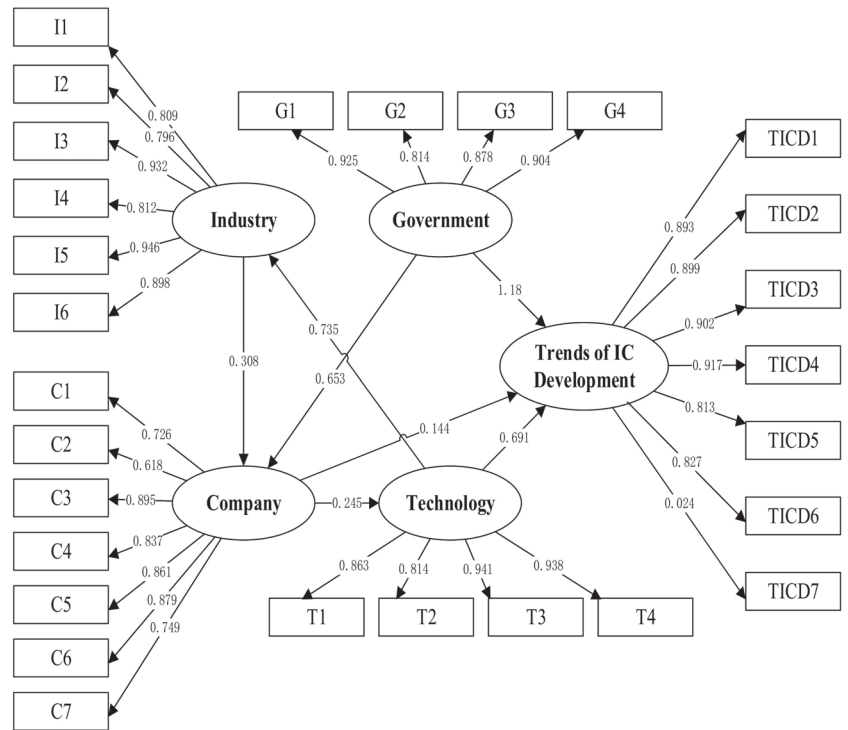 I1
I2
I3
I4
I5
I6
0.809
0.796
0.932
0.812
0.946
0.898
Industry
G1
G2
G3
G4
0.925
0.814
0.878
0.904
Government
TICD1
TICD2
TICD3
TICD4
TICD5
TICD6
TICD7
0.893
0.899
0.902
0.917
0.813
0.827
0.024
Trends of IC
Development
1.18
0.735
0.653
0.308
0.144
0.691
0.245
C1
C2
C3
C4
C5
C6
C7
0.726
0.618
0.895
0.837
0.861
0.879
0.749
Company
Technology
0.863
0.814
0.941
0.938
T1
T2
T3
T4